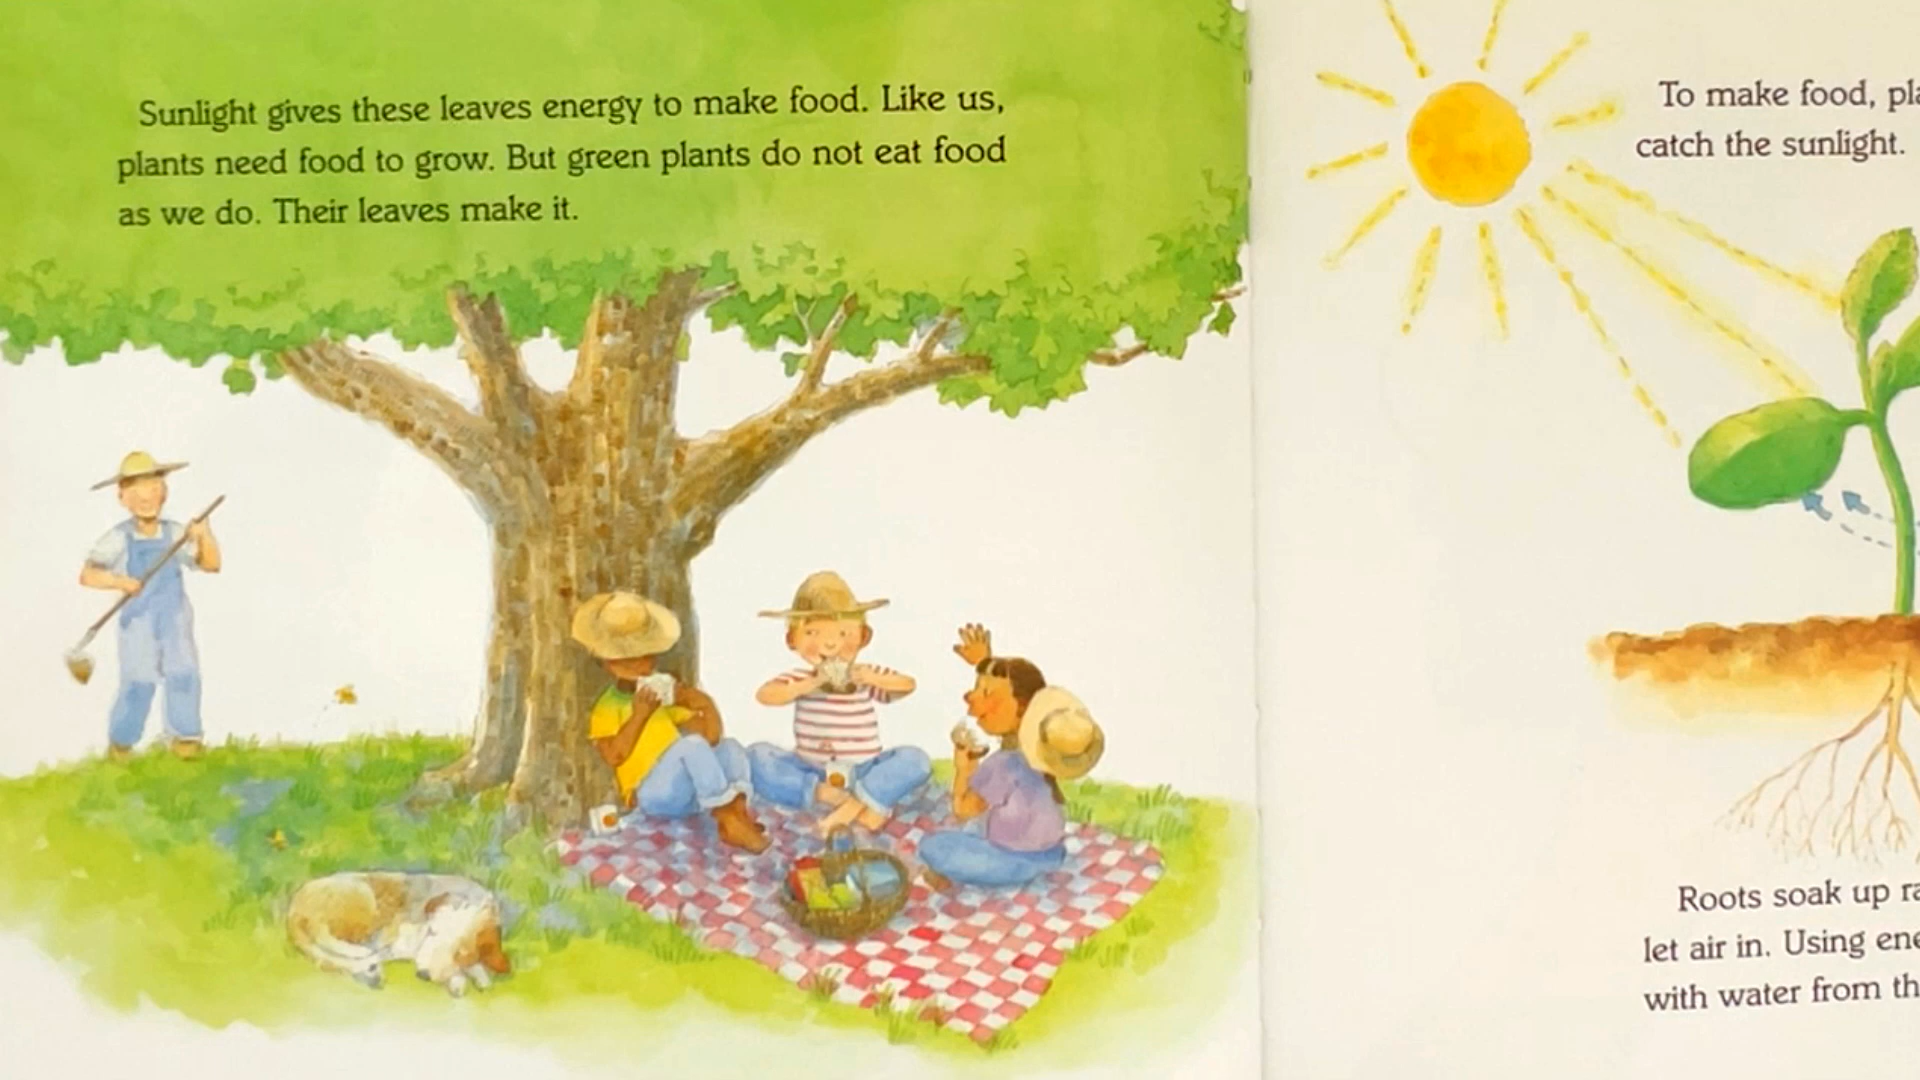 Sunlight gives these leaves energy to make food. Like us,
plants need food to grow. But green plants do not eat food
as we do. Their leaves make it.
To make food,
catch the sunlight.
Roots soak up
let air in. Using
with water from